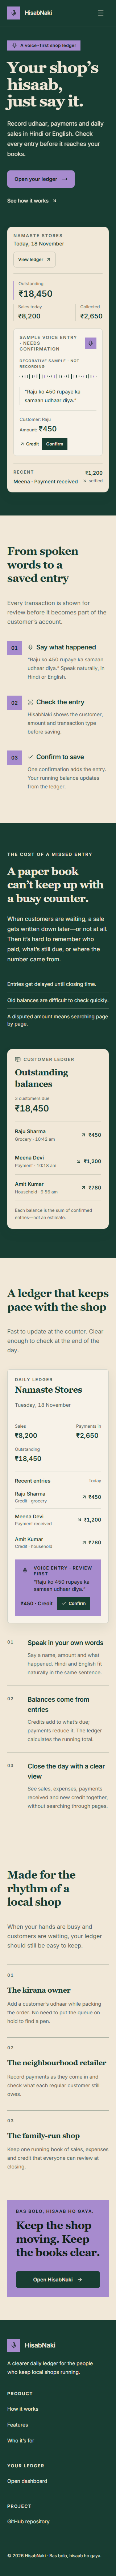 HisabNaki
A voice-first shop ledger
Your shop's
hisaab,
just say it.
Record udhaar, payments and daily
sales in Hindi or English. Check
every entry before it reaches your
books.
Open your ledger
See how it works
NAMASTE STORES
Today, 18 November
View ledger
Outstanding
₹18,450
Sales today
₹8,200
Collected
₹2,650
SAMPLE VOICE ENTRY
· NEEDS
CONFIRMATION
DECORATIVE SAMPLE · NOT
RECORDING
"Raju ko 450 rupaya ka
samaan udhaar diya."
Customer: Raju
Amount: ₹450
Credit
Confirm
RECENT
Meena · Payment received
₹1,200
settled
From spoken
words to a
saved entry
Every transaction is shown for
review before it becomes part of the
customer's account.
01
Say what happened
"Raju ko 450 rupaya ka samaan
udhaar diya." Speak naturally, in
Hindi or English.
02
Check the entry
HisabNaki shows the customer,
amount and transaction type
before saving.
03
Confirm to save
One confirmation adds the entry.
Your running balance updates
from the ledger.
THE COST OF A MISSED ENTRY
A paper book
can't keep up with
a busy counter.
When customers are waiting, a sale
gets written down later—or not at all.
Then it's hard to remember who
paid, what's still due, or where the
number came from.
Entries get delayed until closing time.
Old balances are difficult to check quickly.
A disputed amount means searching page
by page.
CUSTOMER LEDGER
Outstanding
balances
3 customers due
₹18,450
Raju Sharma
Grocery · 10:42 am
₹450
Meena Devi
Payment · 10:18 am
₹1,200
Amit Kumar
Household · 9:56 am
₹780
Each balance is the sum of confirmed
entries—not an estimate.
A ledger that keeps
pace with the shop
Fast to update at the counter. Clear
enough to check at the end of the
day.
DAILY LEDGER
Namaste Stores
Tuesday, 18 November
Sales
₹8,200
Payments in
₹2,650
Outstanding
₹18,450
Recent entries
Today
Raju Sharma
Credit · grocery
₹450
Meena Devi
Payment received
₹1,200
Amit Kumar
Credit · household
₹780
VOICE ENTRY · REVIEW
FIRST
"Raju ko 450 rupaya ka
samaan udhaar diya."
₹450 · Credit
Confirm
01
Speak in your own words
Say a name, amount and what
happened. Hindi and English fit
naturally in the same sentence.
02
Balances come from
entries
Credits add to what's due;
payments reduce it. The ledger
calculates the running total.
03
Close the day with a clear
view
See sales, expenses, payments
received and new credit together,
without searching through pages.
Made for the
rhythm of a
local shop
When your hands are busy and
customers are waiting, your ledger
should still be easy to keep.
01
The kirana owner
Add a customer's udhaar while packing
their order. No need to put the queue on
hold to find a pen.
02
The neighbourhood retailer
Record payments as they come in and
check what each regular customer still
owes.
03
The family-run shop
Keep one running book of sales, expenses
and credit that everyone can review at
closing.
BAS BOLO, HISAAB HO GAYA.
Keep the shop
moving. Keep
the books clear.
Open HisabNaki
HisabNaki
A clearer daily ledger for the people
who keep local shops running.
PRODUCT
How it works
Features
Who it's for
YOUR LEDGER
Open dashboard
PROJECT
GitHub repository
© 2026 HisabNaki · Bas bolo, hisaab ho gaya.